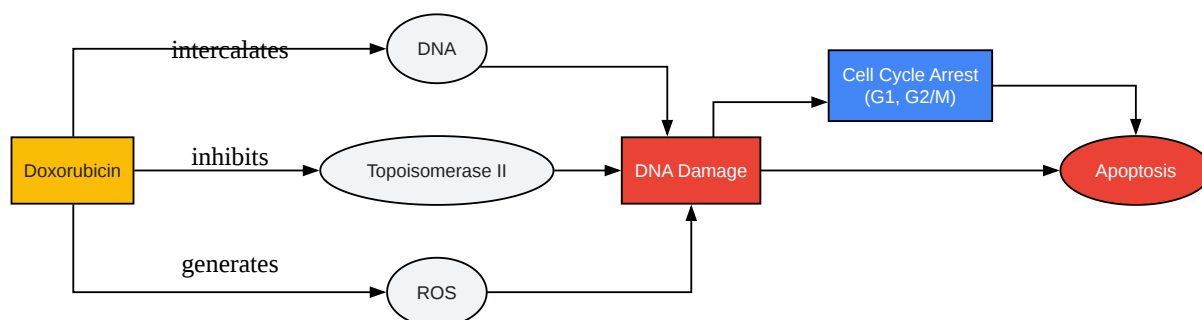 intercalates
DNA
Cell Cycle Arrest
(G1, G2/M)
Doxorubicin
inhibits
Topoisomerase II
DNA Damage
Apoptosis
generates
ROS